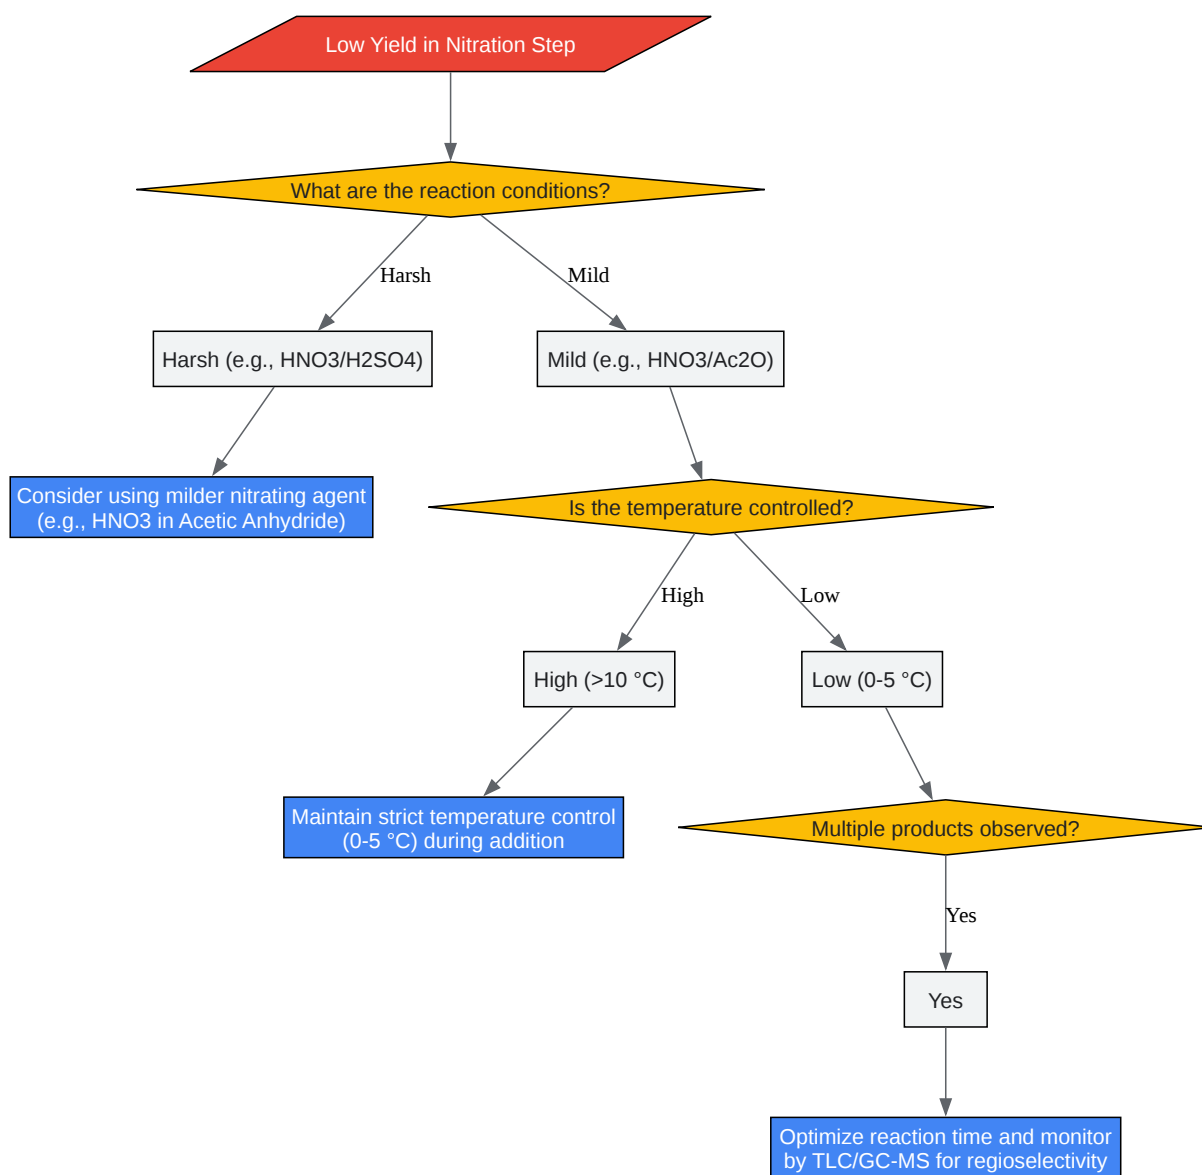 Low Yield in Nitration Step
What are the reaction conditions?
Harsh
Mild
Harsh (e.g., HNO3/H2SO4)
Mild (e.g., HNO3/Ac2O)
Consider using milder nitrating agent
(e.g., HNO3 in Acetic Anhydride)
Is the temperature controlled?
High
Low
High (>10 °C)
Low (0-5 °C)
Maintain strict temperature control
(0-5 °C) during addition
Multiple products observed?
Yes
Yes
Optimize reaction time and monitor
by TLC/GC-MS for regioselectivity